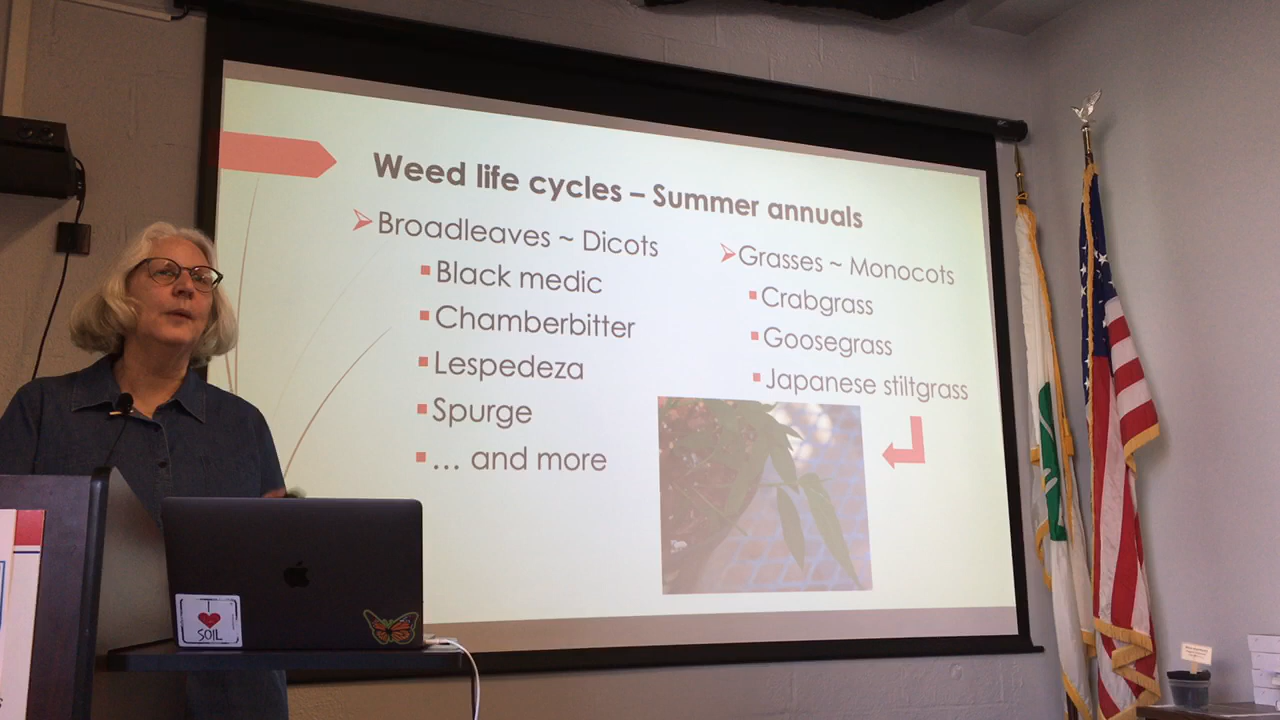 Weed life cycles – Summer annuals
Broadleaves ~ Dicots
Black medic
Chamberbitter
Lespedeza
Spurge
... and more
Grasses ~ Monocots
Crabgrass
Goosegrass
Japanese stiltgrass
I
SOIL